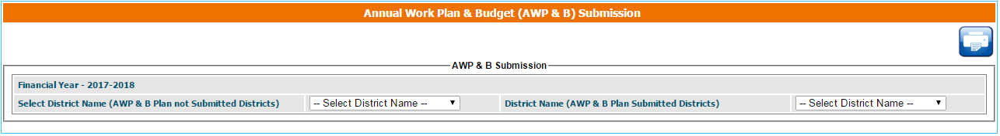 Annual Work Plan & Budget (AWP & B) Submission
AWP & B Submission
Financial Year - 2017-2018
Select District Name (AWP & B Plan not Submitted Districts) -- Select District Name -- District Name (AWP & B Plan Submitted Districts) -- Select District Name --